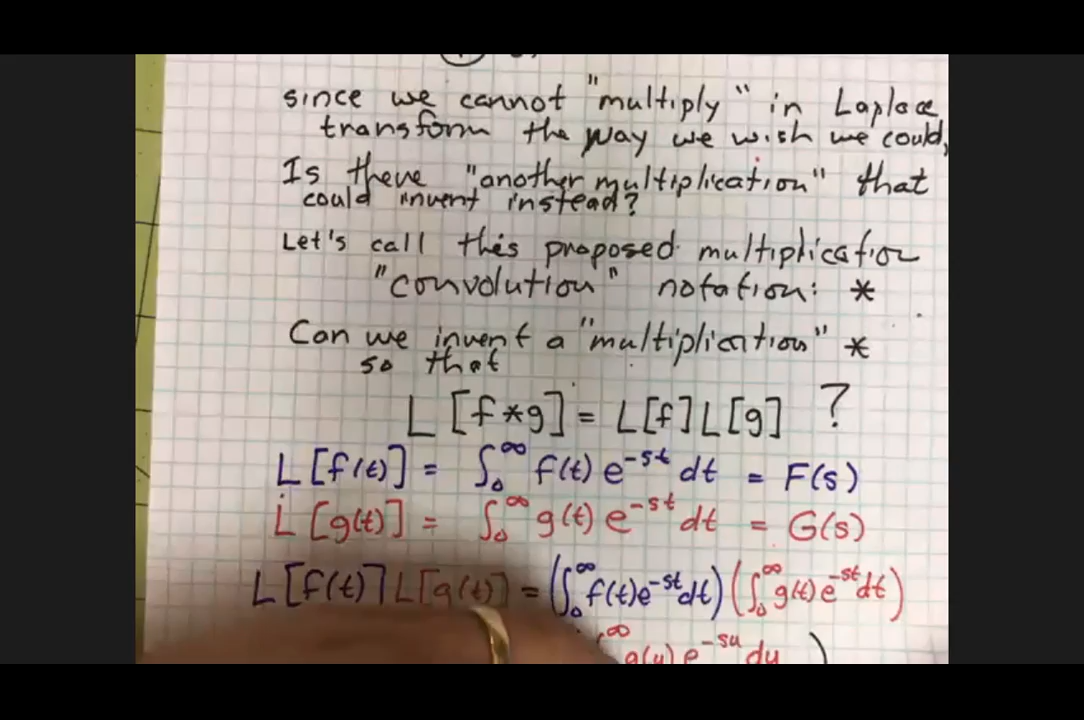 since we cannot "multiply" in Laplace
transform the way we wish we could,
Is there "another multiplication" that
could invent instead?
Let's call this proposed multiplication
"convolution" notation: *
Can we invent a "multiplication" *
so that
L[f*g] = L[f]L[g] ?
L[f(t)] = ∫₀^∞ f(t) e^{-st} dt = F(s)
L[g(t)] = ∫₀^∞ g(t) e^{-st} dt = G(s)
L[f(t)]L[g(t)] = (∫₀^∞ f(t)e^{-st}dt)(∫₀^∞ g(t)e^{-st}dt)
∞ g(u) e^{-su} du )